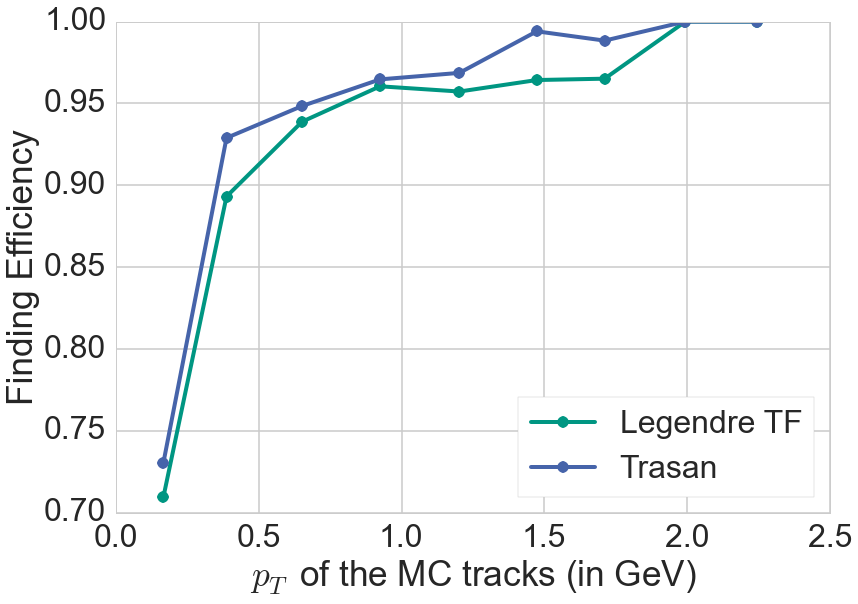 1.00
0.95
0.90
0.85
0.80
0.75
0.70
Finding Efficiency
0.0 0.5 1.0 1.5 2.0 2.5
p_T of the MC tracks (in GeV)
Legendre TF
Trasan